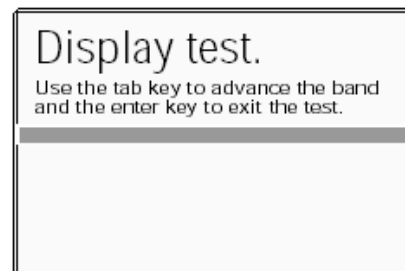 Display test.
Use the tab key to advance the band
and the enter key to exit the test.